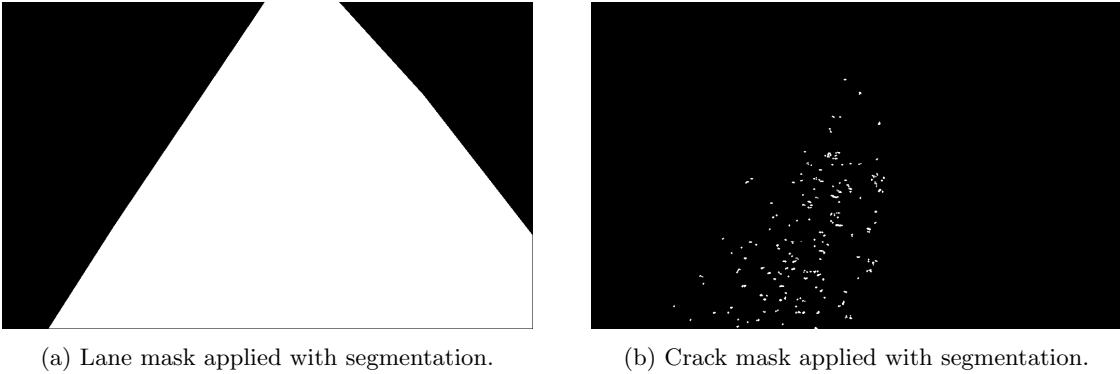 (a) Lane mask applied with segmentation.
(b) Crack mask applied with segmentation.